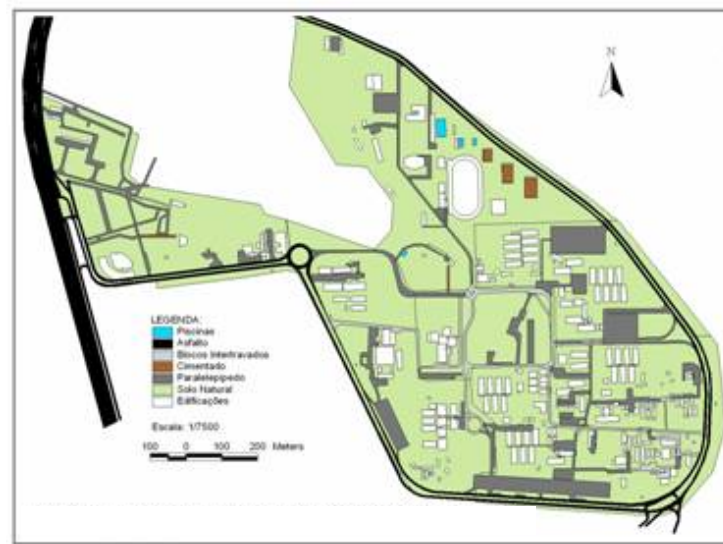 N
LEGENDA:
Piscinas
Asfalto
Blocos Intertravados
Cimentado
Paralelepípedo
Solo Natural
Edificações
Escala: 1/7500
100 0 100 200 Meters